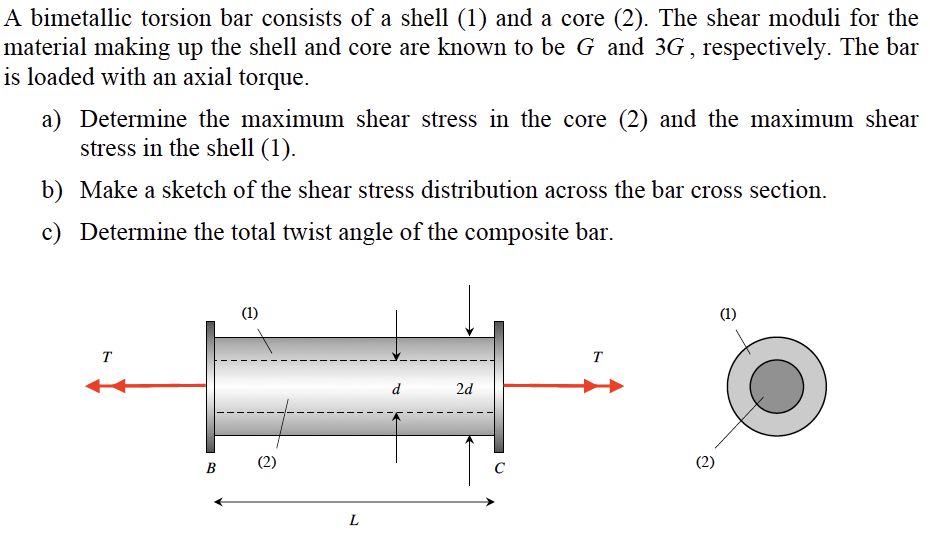 A bimetallic torsion bar consists of a shell (1) and a core (2). The shear moduli for the
material making up the shell and core are known to be G and 3G, respectively. The bar
is loaded with an axial torque.
a) Determine the maximum shear stress in the core (2) and the maximum shear
stress in the shell (1).
b) Make a sketch of the shear stress distribution across the bar cross section.
c) Determine the total twist angle of the composite bar.
(1)
(1)
T
T
d
2d
B
(2)
C
(2)
L